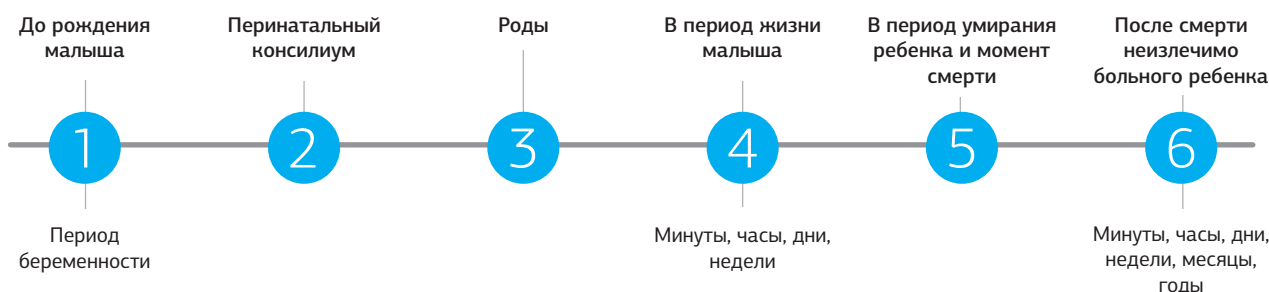 До рождения
малыша
Перинатальный
консилиум
Роды
В период жизни
малыша
В период умирания
ребенка и момент
смерти
После смерти
неизлечимо
больного ребенка
1
2
3
4
5
6
Период
беременности
Минуты, часы, дни,
недели
Минуты, часы, дни,
недели, месяцы,
годы